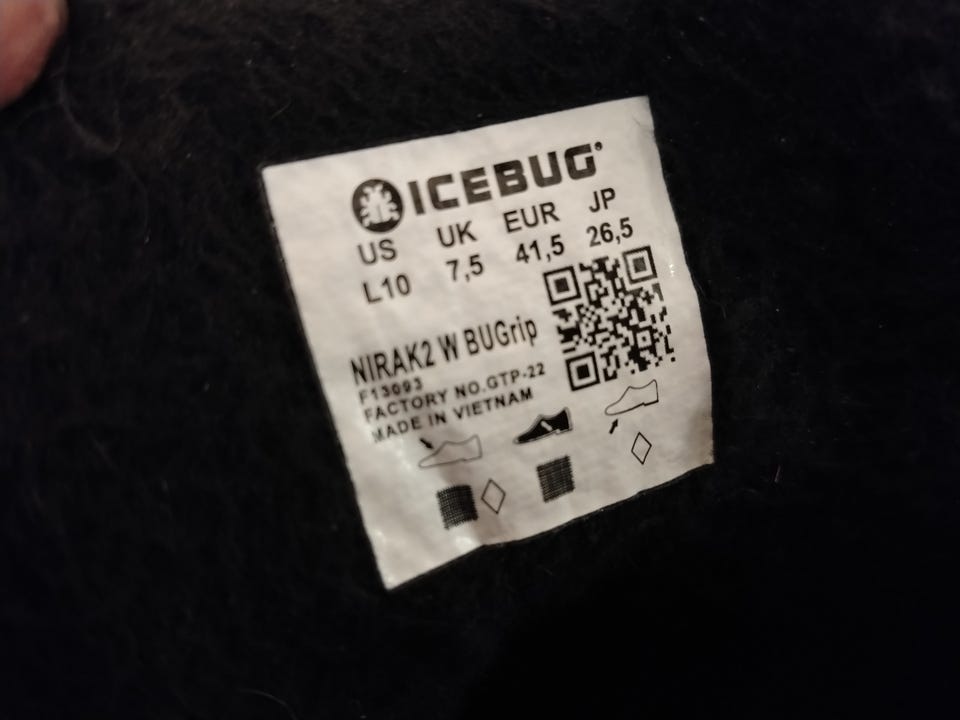 ICEBUG®
US UK EUR JP
L10 7,5 41,5 26,5
NIRAK2 W BUGrip
F13093
FACTORY NO.GTP-22
MADE IN VIETNAM